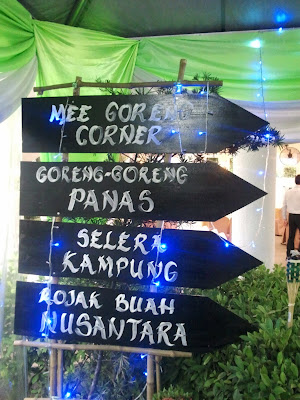 MEE GORENG
CORNER
GORENG-GORENG
PANAS
SELERA
KAMPUNG
ROJAK BUAH
NUSANTARA